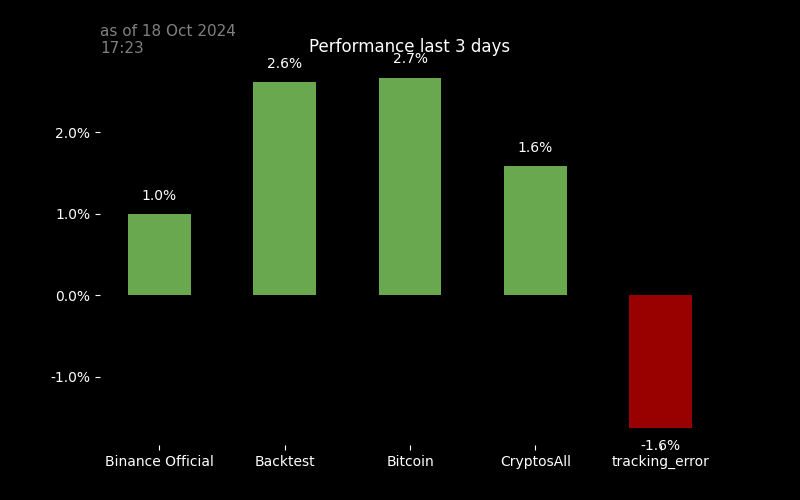 as of 18 Oct 2024
17:23
Performance last 3 days
2.7%
2.6%
1.6%
1.0%
2.0%
1.0%
0.0%
-1.0%
-1.6%
Binance Official
Backtest
Bitcoin
CryptosAll
tracking_error